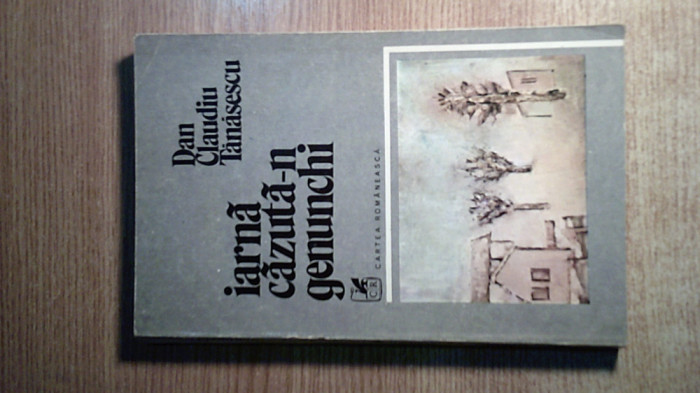 Dan
Claudiu
Tănăsescu
iarnă
căzută-n
genunchi
CR
CARTEA ROMÂNEASCĂ